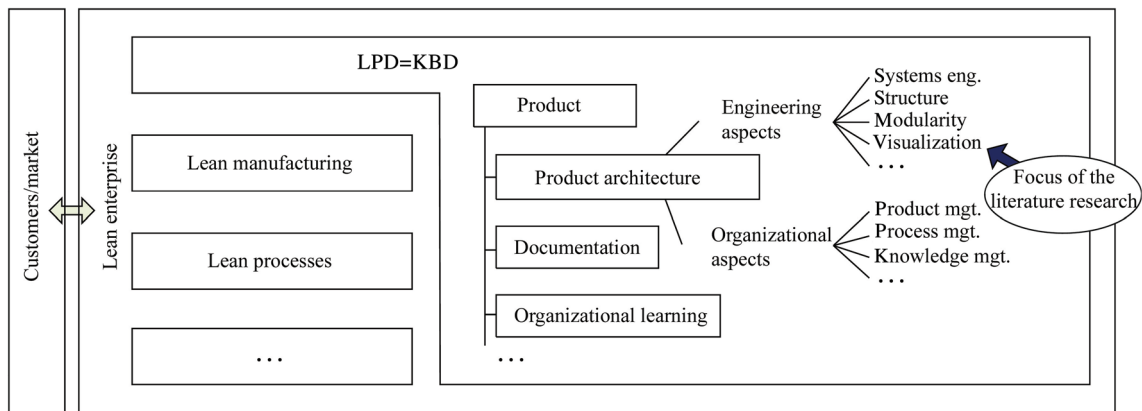 Customers/market
Lean enterprise
LPD=KBD
Lean manufacturing
Lean processes
...
Product
Product architecture
Documentation
Organizational learning
...
Engineering
aspects
Systems eng.
Structure
Modularity
Visualization
...
Organizational
aspects
Product mgt.
Process mgt.
Knowledge mgt.
...
Focus of the
literature research